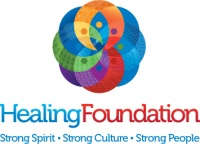 HealingFoundation
Strong Spirit • Strong Culture • Strong People